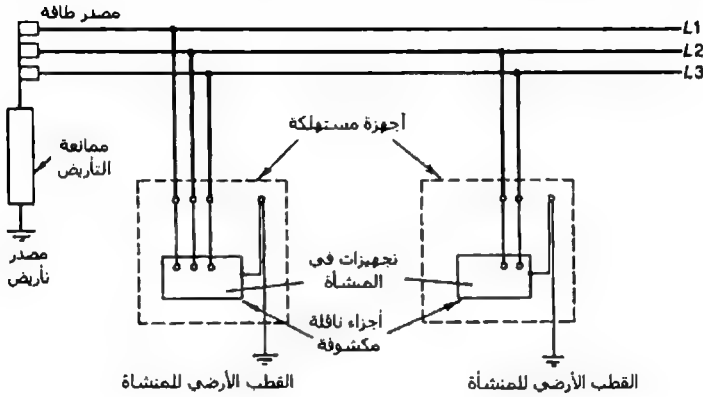 مصدر طاقة
L1
L2
L3
أجهزة مستهلكة
ممانعة
التأريض
مصدر
تأريض
تجهيزات في
المنشأة
أجزاء ناقلة
مكشوفة
القطب الأرضي للمنشاة
القطب الأرضي للمنشأة